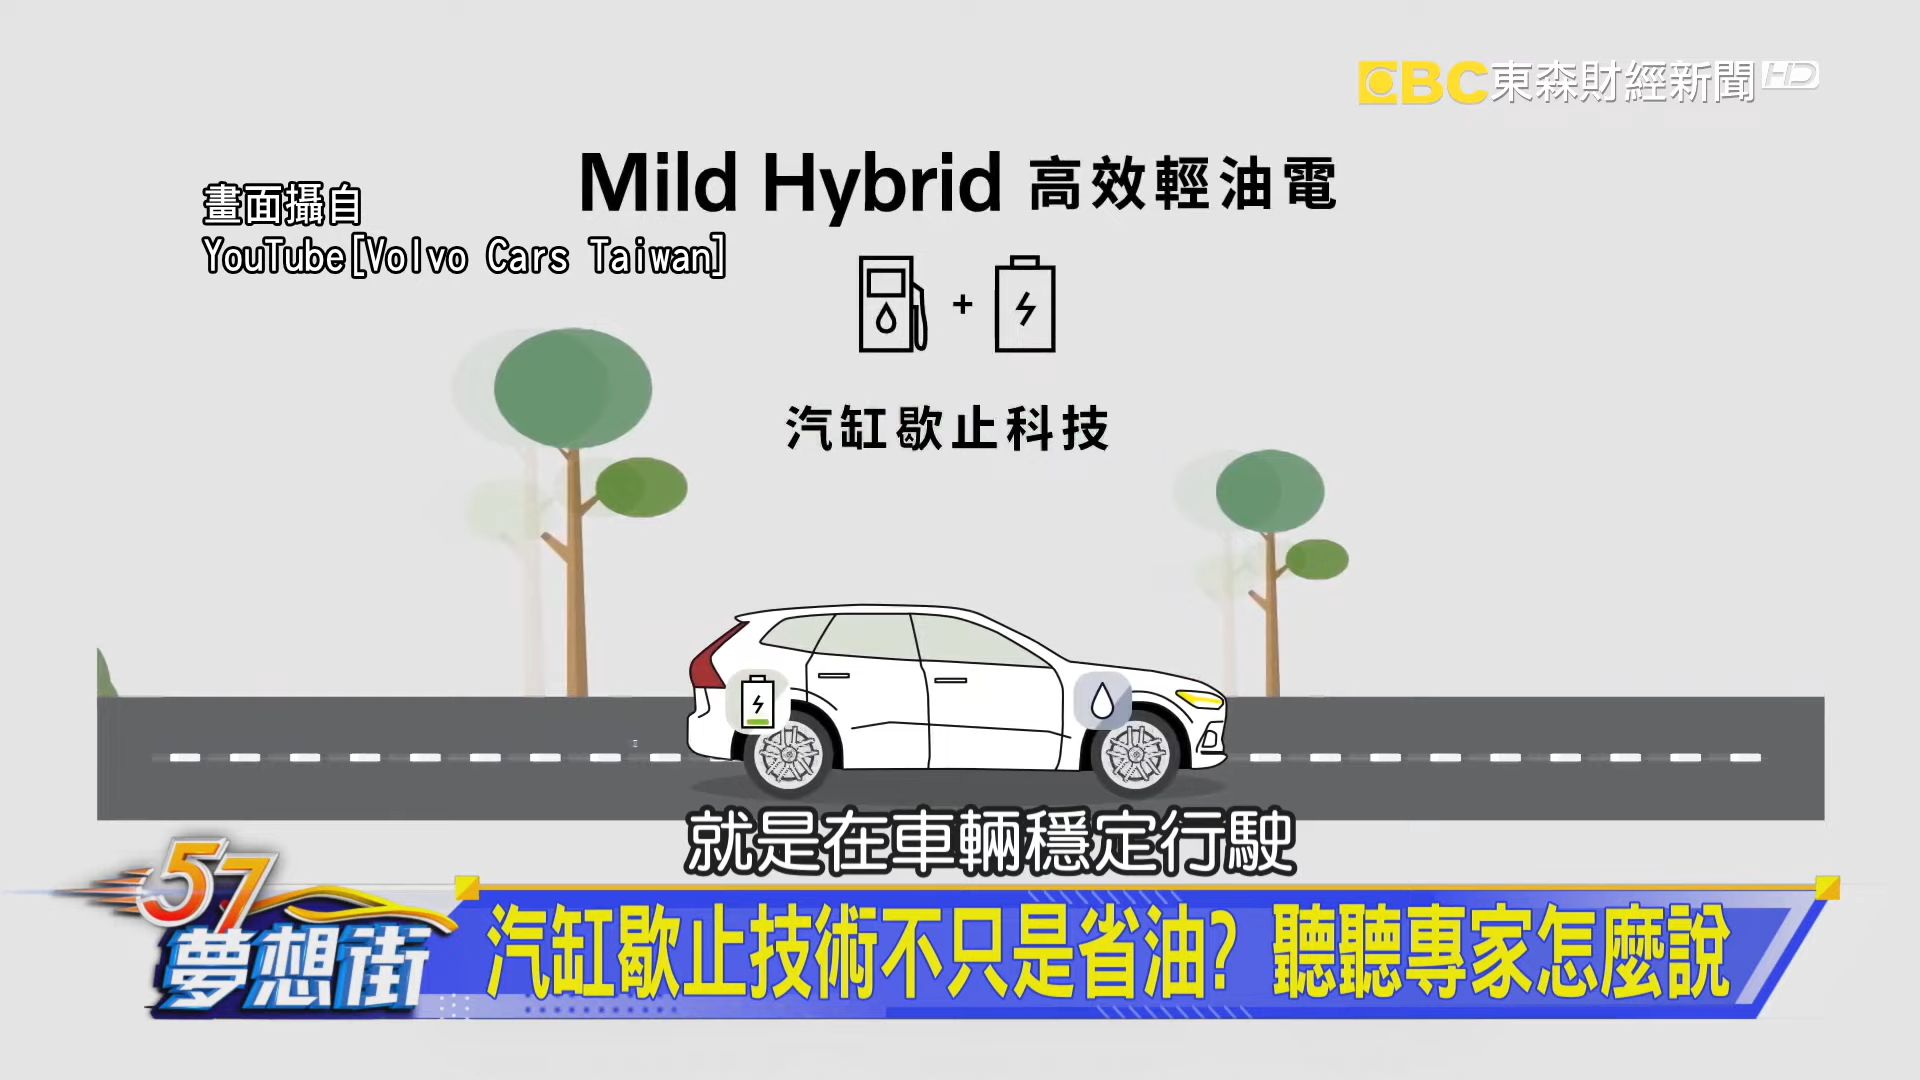 EBC東森財經新聞HD
Mild Hybrid 高效輕油電
畫面攝自
YouTube[Volvo Cars Taiwan]
+
汽缸歇止科技
就是在車輛穩定行駛
57
夢想街
汽缸歇止技術不只是省油? 聽聽專家怎麼說